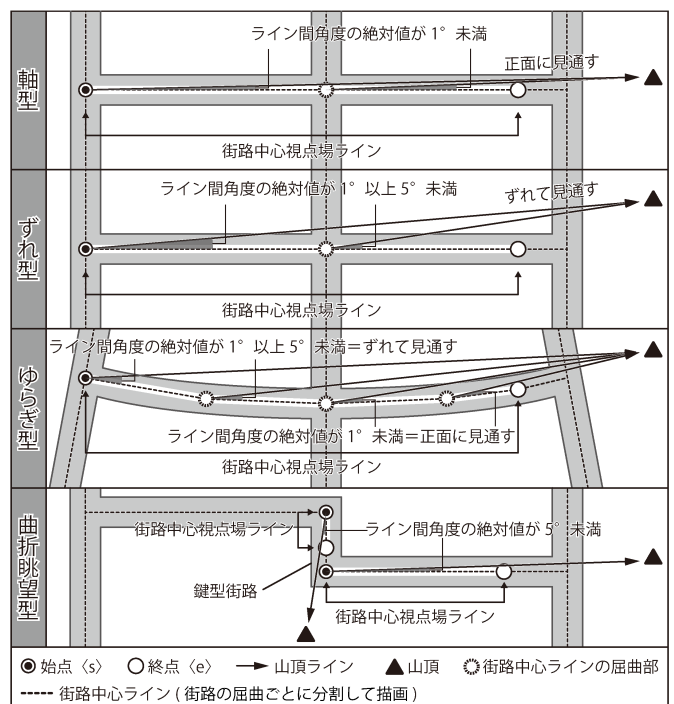 軸型
ライン間角度の絶対値が 1°未満
正面に見通す
街路中心視点場ライン
ずれ型
ライン間角度の絶対値が 1°以上 5°未満
ずれて見通す
街路中心視点場ライン
ゆらぎ型
ライン間角度の絶対値が 1°以上 5°未満＝ずれて見通す
ライン間角度の絶対値が 1°未満＝正面に見通す
街路中心視点場ライン
曲折眺望型
街路中心視点場ライン
ライン間角度の絶対値が 5°未満
鍵型街路
街路中心視点場ライン
始点〈s〉 終点〈e〉 山頂ライン 山頂 街路中心ラインの屈曲部
街路中心ライン ( 街路の屈曲ごとに分割して描画 )